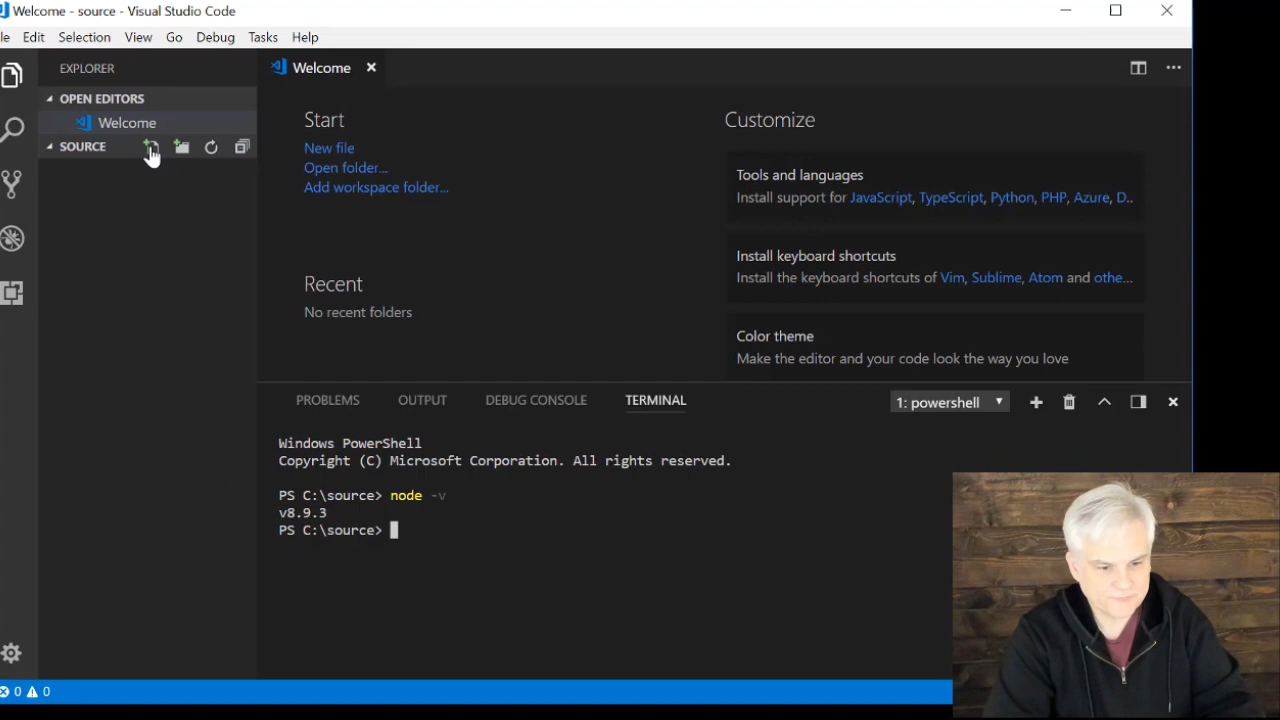 Welcome - source - Visual Studio Code
le Edit Selection View Go Debug Tasks Help
EXPLORER
OPEN EDITORS
Welcome
SOURCE
Welcome
Start
New file
Open folder...
Add workspace folder...
Recent
No recent folders
Customize
Tools and languages
Install support for JavaScript, TypeScript, Python, PHP, Azure, D..
Install keyboard shortcuts
Install the keyboard shortcuts of Vim, Sublime, Atom and othe...
Color theme
Make the editor and your code look the way you love
PROBLEMS OUTPUT DEBUG CONSOLE TERMINAL 1: powershell
Windows PowerShell
Copyright (C) Microsoft Corporation. All rights reserved.
PS C:\source> node -v
v8.9.3
PS C:\source>
0 0